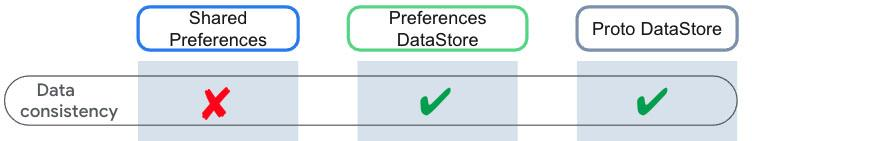 Shared
Preferences
Preferences
DataStore
Proto DataStore
Data
consistency